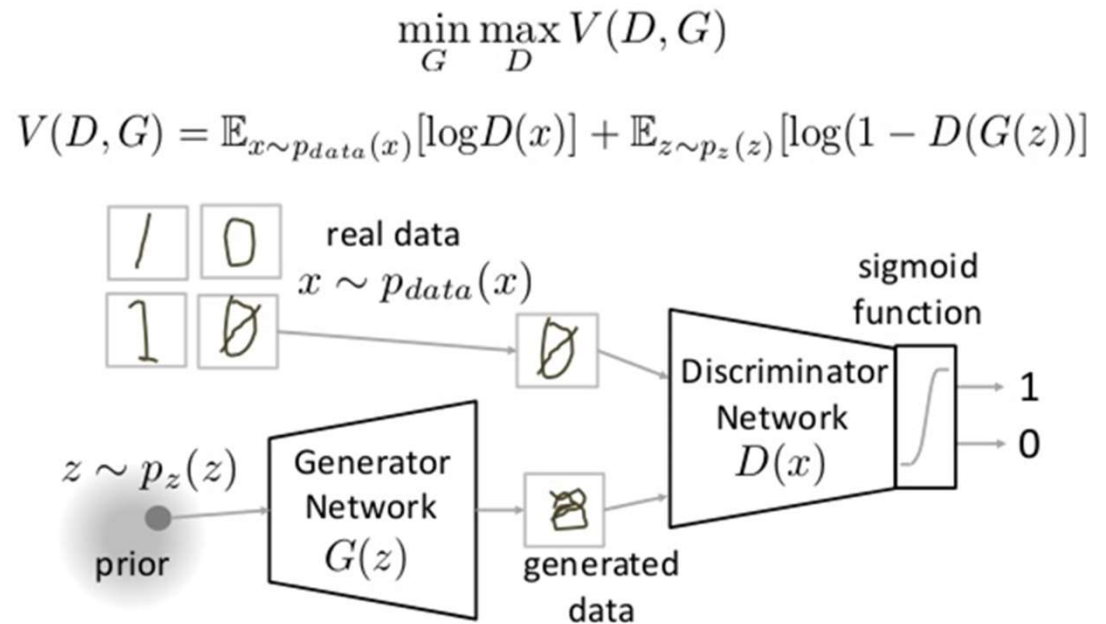 min max V(D, G)
G D
V(D, G) = 𝔼x∼pdata(x)[logD(x)] + 𝔼z∼pz(z)[log(1 − D(G(z))]
1 0
real data
x ∼ pdata(x)
1 0
0
sigmoid
function
Discriminator
Network
D(x)
1
0
z ∼ pz(z)
prior
Generator
Network
G(z)
generated
data